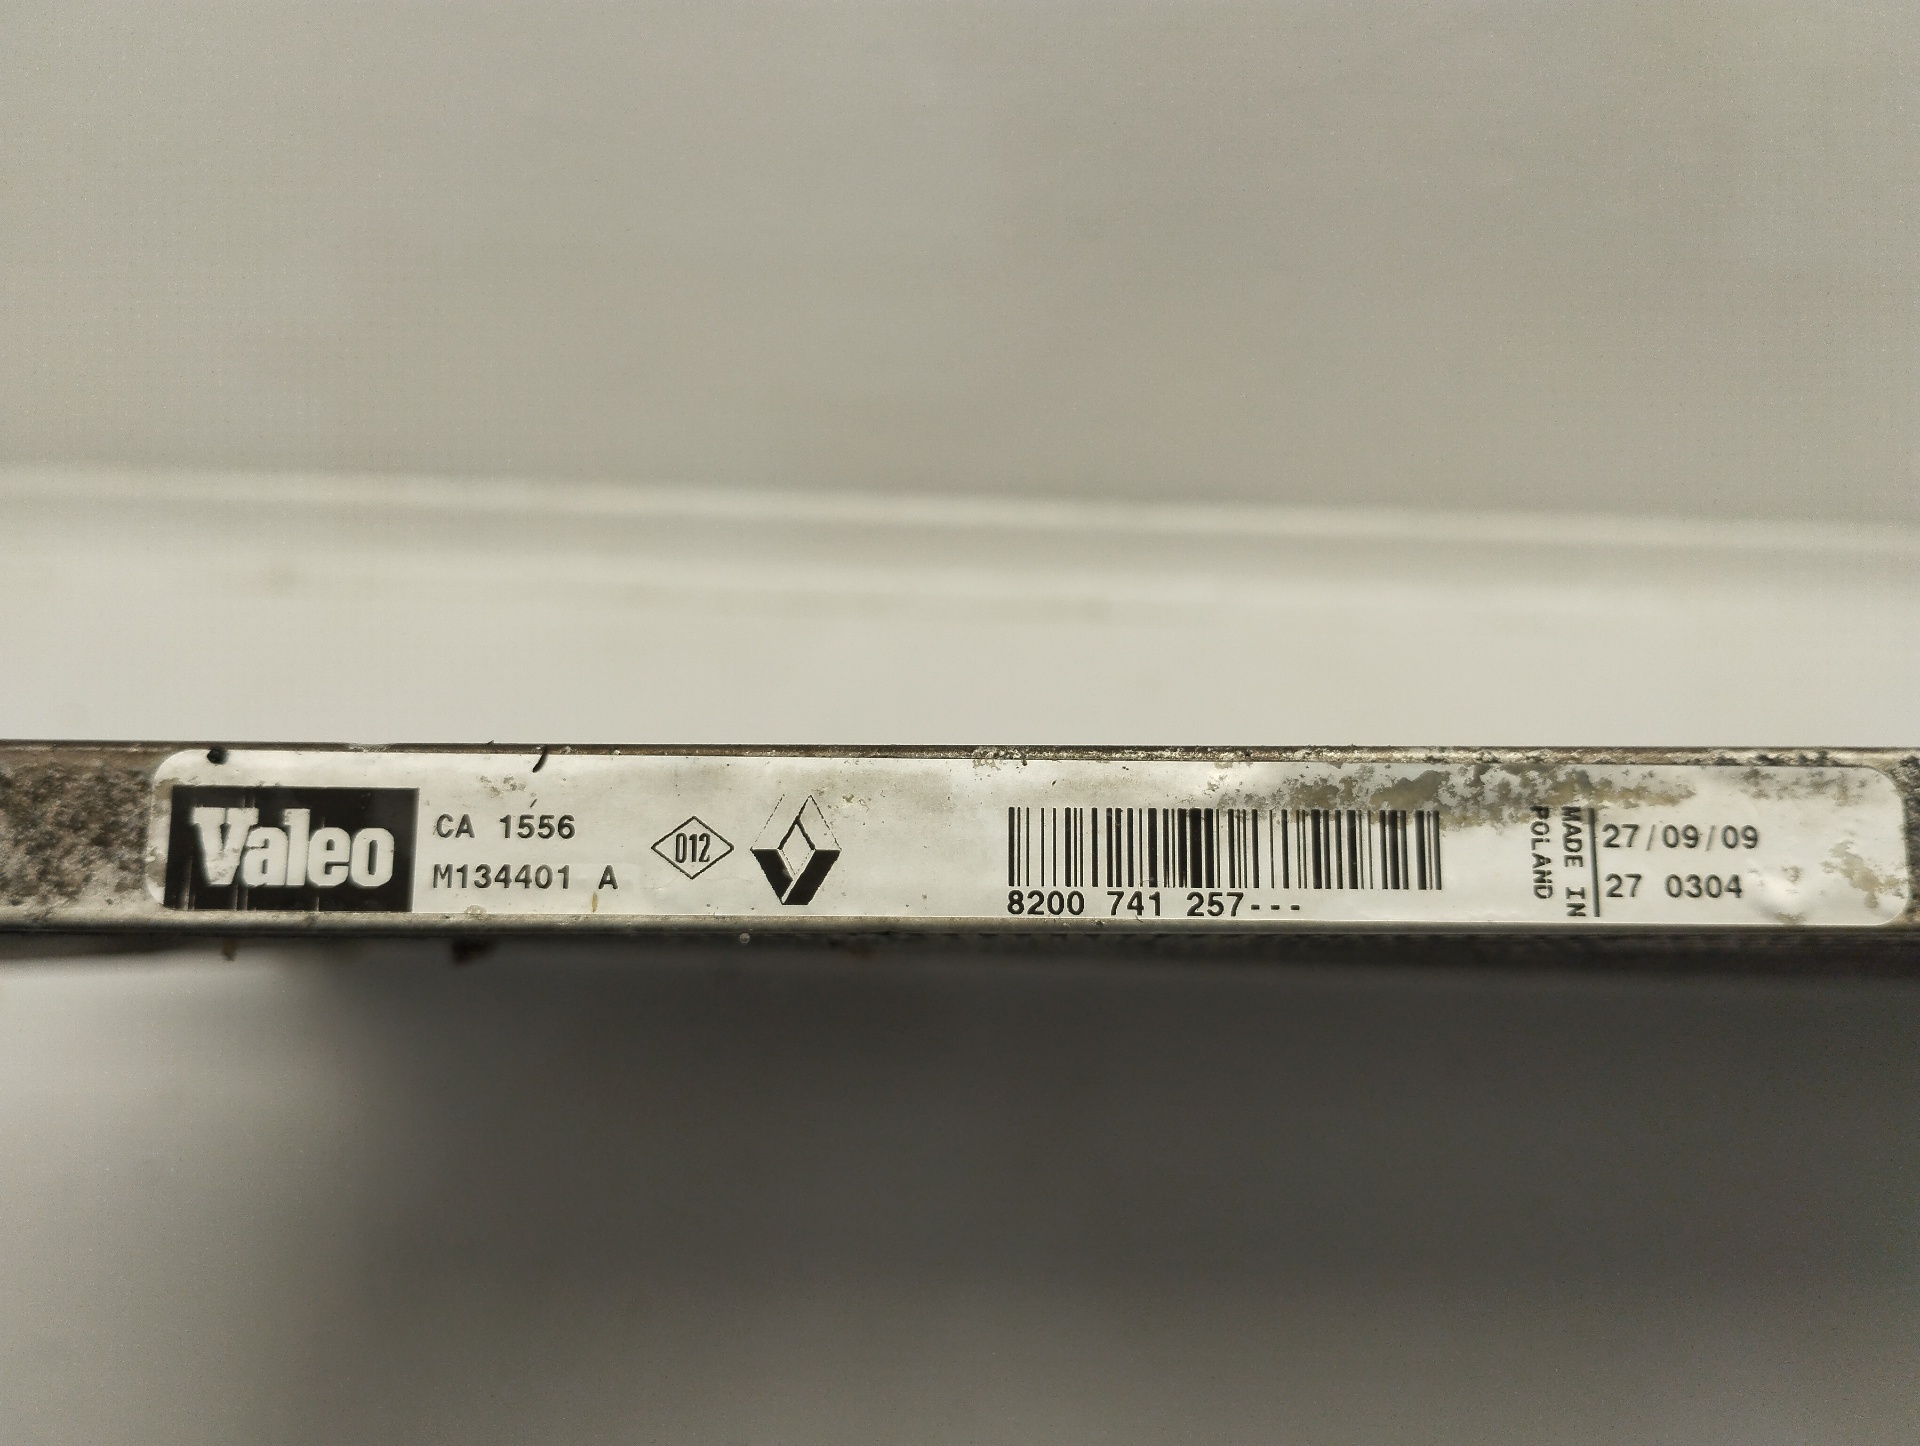 Valeo
CA 1556
M134401 A
012
8200 741 257---
MADE IN
POLAND
27/09/09
27 0304